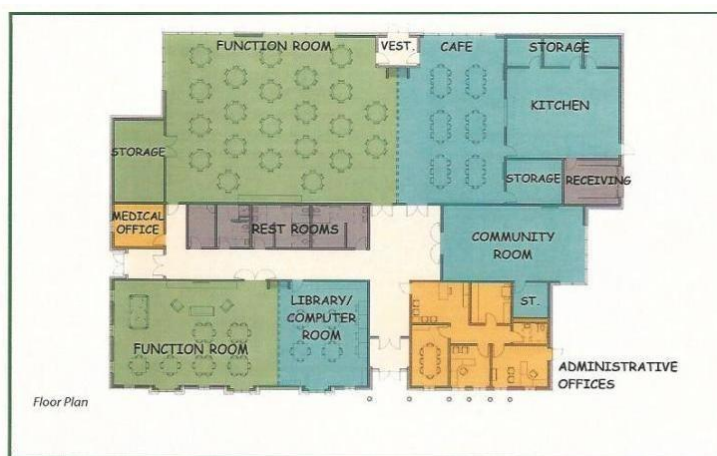 FUNCTION ROOM
VEST.
CAFE
STORAGE
KITCHEN
STORAGE
STORAGE
RECEIVING
MEDICAL
OFFICE
REST ROOMS
COMMUNITY
ROOM
ST.
LIBRARY/
COMPUTER
ROOM
FUNCTION ROOM
ADMINISTRATIVE
OFFICES
Floor Plan